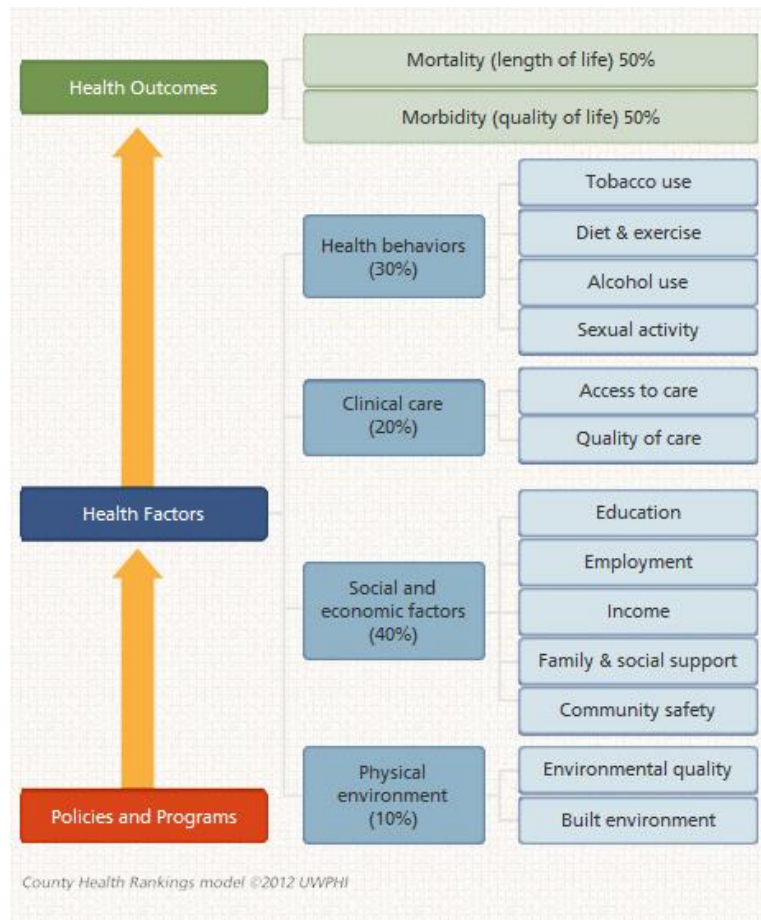 Health Outcomes
Mortality (length of life) 50%
Morbidity (quality of life) 50%
Health behaviors
(30%)
Tobacco use
Diet & exercise
Alcohol use
Sexual activity
Clinical care
(20%)
Access to care
Quality of care
Health Factors
Social and
economic factors
(40%)
Education
Employment
Income
Family & social support
Community safety
Policies and Programs
Physical
environment
(10%)
Environmental quality
Built environment
County Health Rankings model ©2012 UWPHI